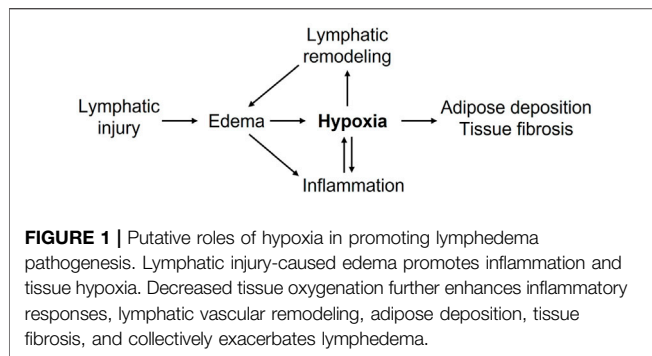 Lymphatic
remodeling
Lymphatic
injury
Edema
Hypoxia
Adipose deposition
Tissue fibrosis
Inflammation
FIGURE 1 | Putative roles of hypoxia in promoting lymphedema
pathogenesis. Lymphatic injury-caused edema promotes inflammation and
tissue hypoxia. Decreased tissue oxygenation further enhances inflammatory
responses, lymphatic vascular remodeling, adipose deposition, tissue
fibrosis, and collectively exacerbates lymphedema.